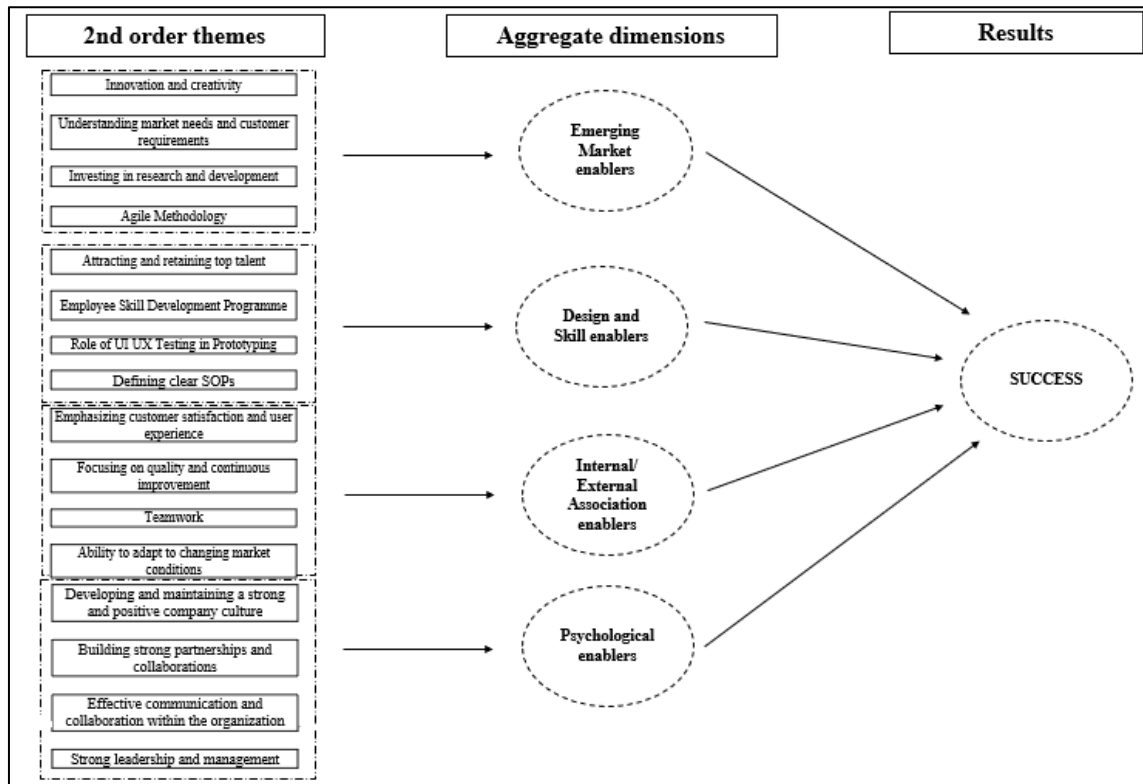 2nd order themes
Aggregate dimensions
Results
Innovation and creativity
Understanding market needs and customer
requirements
Investing in research and development
Agile Methodology
Emerging
Market
enablers
Attracting and retaining top talent
Employee Skill Development Programme
Role of UI UX Testing in Prototyping
Defining clear SOPs
Design and
Skill enablers
SUCCESS
Emphasizing customer satisfaction and user
experience
Focusing on quality and continuous
improvement
Teamwork
Ability to adapt to changing market
conditions
Internal/
External
Association
enablers
Developing and maintaining a strong
and positive company culture
Building strong partnerships and
collaborations
Effective communication and
collaboration within the organization
Strong leadership and management
Psychological
enablers